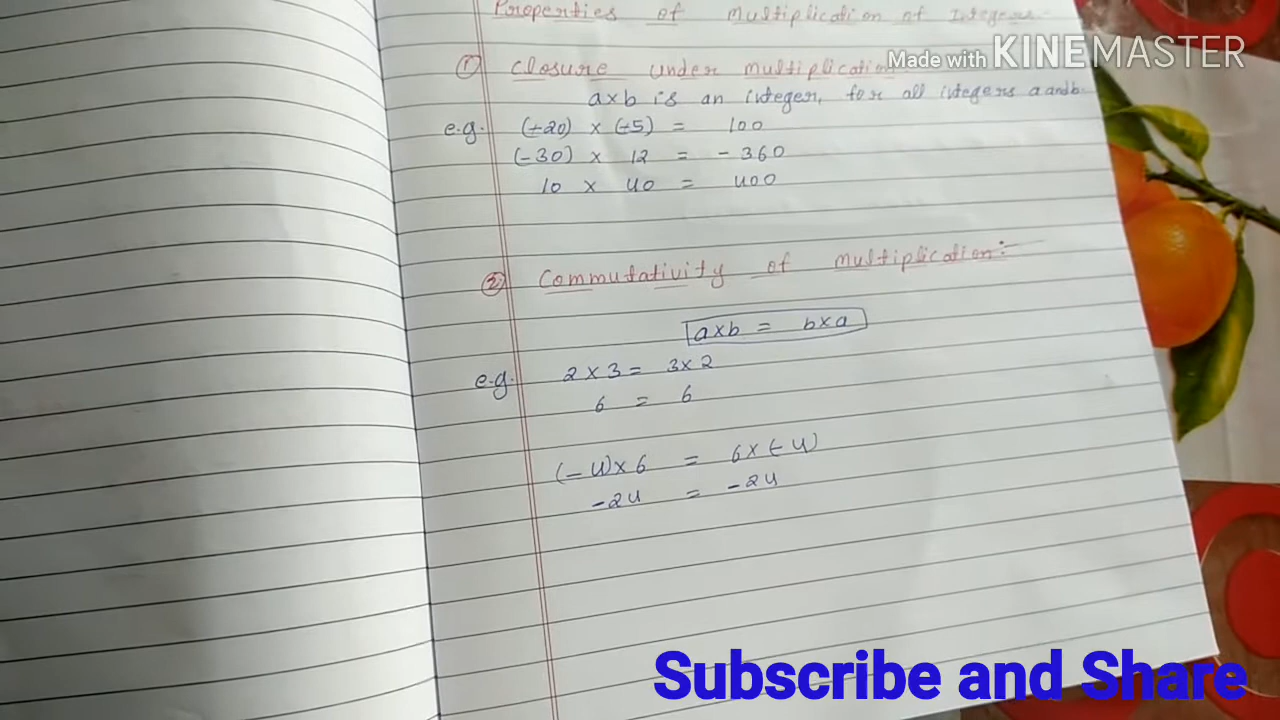 Properties of Multiplication of Integers
Made with KINEMASTER
① Closure under multiplication.
a×b is an integer, for all integers a and b.
e.g. (-20) × (-5) = 100
(-30) × 12 = -360
10 × 40 = 400
② Commutativity of Multiplication:-
a×b = b×a
e.g. 2×3 = 3×2
6 = 6
(-4)×6 = 6×(-4)
-24 = -24
Subscribe and Share